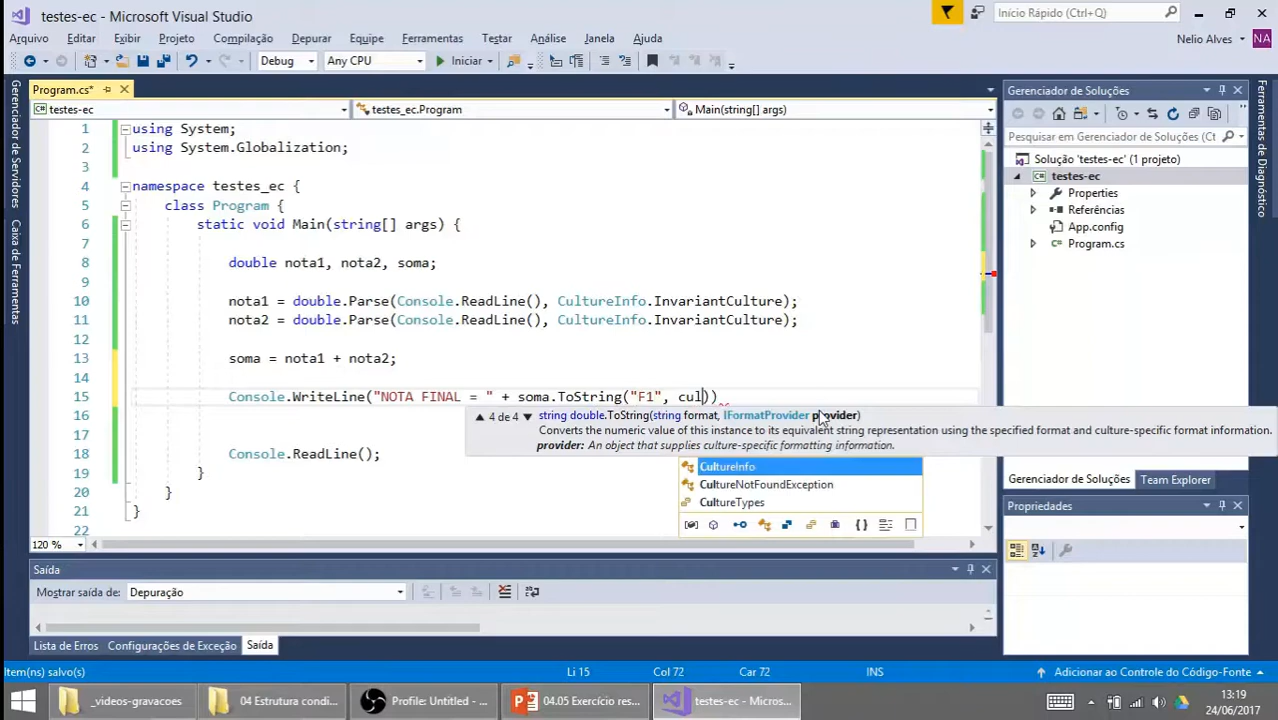 testes-ec - Microsoft Visual Studio
Início Rápido (Ctrl+Q)
Arquivo Editar Exibir Projeto Compilação Depurar Equipe Ferramentas Testar Análise Janela Ajuda
Nelio Alves NA
Debug Any CPU Iniciar
Program.cs*
testes-ec testes_ec.Program Main(string[] args)
Gerenciador de Servidores
Caixa de Ferramentas
1 using System;
2 using System.Globalization;
3
4 namespace testes_ec {
5 class Program {
6 static void Main(string[] args) {
7
8 double nota1, nota2, soma;
9
10 nota1 = double.Parse(Console.ReadLine(), CultureInfo.InvariantCulture);
11 nota2 = double.Parse(Console.ReadLine(), CultureInfo.InvariantCulture);
12
13 soma = nota1 + nota2;
14
15 Console.WriteLine("NOTA FINAL = " + soma.ToString("F1", cul))
16
18 Console.ReadLine();
19 }
20 }
21 }
22
4 de 4 string double.ToString(string format, IFormatProvider provider)
Converts the numeric value of this instance to its equivalent string representation using the specified format and culture-specific format information.
provider: An object that supplies culture-specific formatting information.
CultureInfo
CultureNotFoundException
CultureTypes
120 %
Gerenciador de Soluções
Pesquisar em Gerenciador de Soluções (Ct
Solução 'testes-ec' (1 projeto)
testes-ec
Properties
Referências
App.config
Program.cs
Gerenciador de Soluções Team Explorer
Propriedades
Ferramentas de Diagnóstico
Saída
Mostrar saída de: Depuração
Lista de Erros Configurações de Exceção Saída
Item(ns) salvo(s) Li 15 Col 72 Car 72 INS Adicionar ao Controle do Código-Fonte
_videos-gravacoes 04 Estrutura condi... Profile: Untitled - ... 04.05 Exercício res... testes-ec - Micros...
13:19
24/06/2017